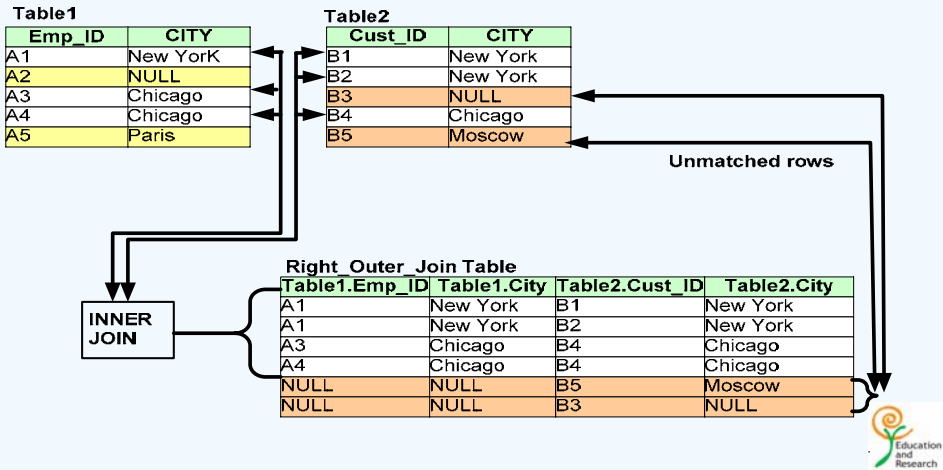 Table1
Emp_ID CITY
A1 New YorK
A2 NULL
A3 Chicago
A4 Chicago
A5 Paris
Table2
Cust_ID CITY
B1 New York
B2 New York
B3 NULL
B4 Chicago
B5 Moscow
Unmatched rows
INNER
JOIN
Right_Outer_Join Table
Table1.Emp_ID Table1.City Table2.Cust_ID Table2.City
A1 New York B1 New York
A1 New York B2 New York
A3 Chicago B4 Chicago
A4 Chicago B4 Chicago
NULL NULL B5 Moscow
NULL NULL B3 NULL
Education
and
Research